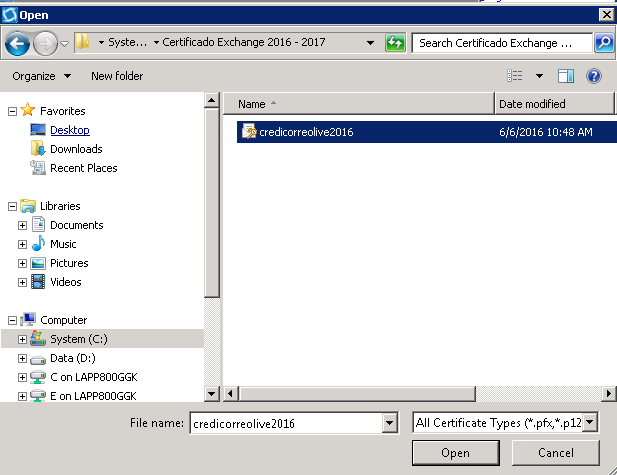 Open
Syste... Certificado Exchange 2016 - 2017 Search Certificado Exchange ...
Organize New folder
Name Date modified
credicorreolive2016 6/6/2016 10:48 AM
Favorites
Desktop
Downloads
Recent Places
Libraries
Documents
Music
Pictures
Videos
Computer
System (C:)
Data (D:)
C on LAPP800GGK
E on LAPP800GGK
File name: credicorreolive2016 All Certificate Types (*.pfx,*.p12
Open Cancel